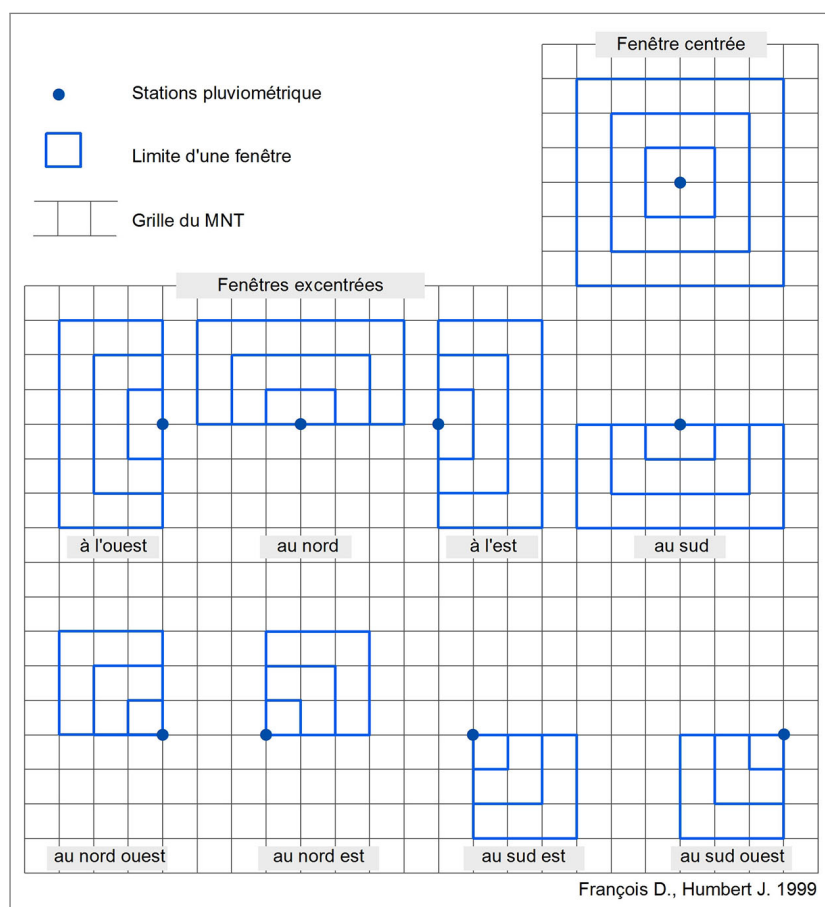 Fenêtre centrée
Stations pluviométrique
Limite d'une fenêtre
Grille du MNT
Fenêtres excentrées
à l'ouest
au nord
à l'est
au sud
au nord ouest
au nord est
au sud est
au sud ouest
François D., Humbert J. 1999